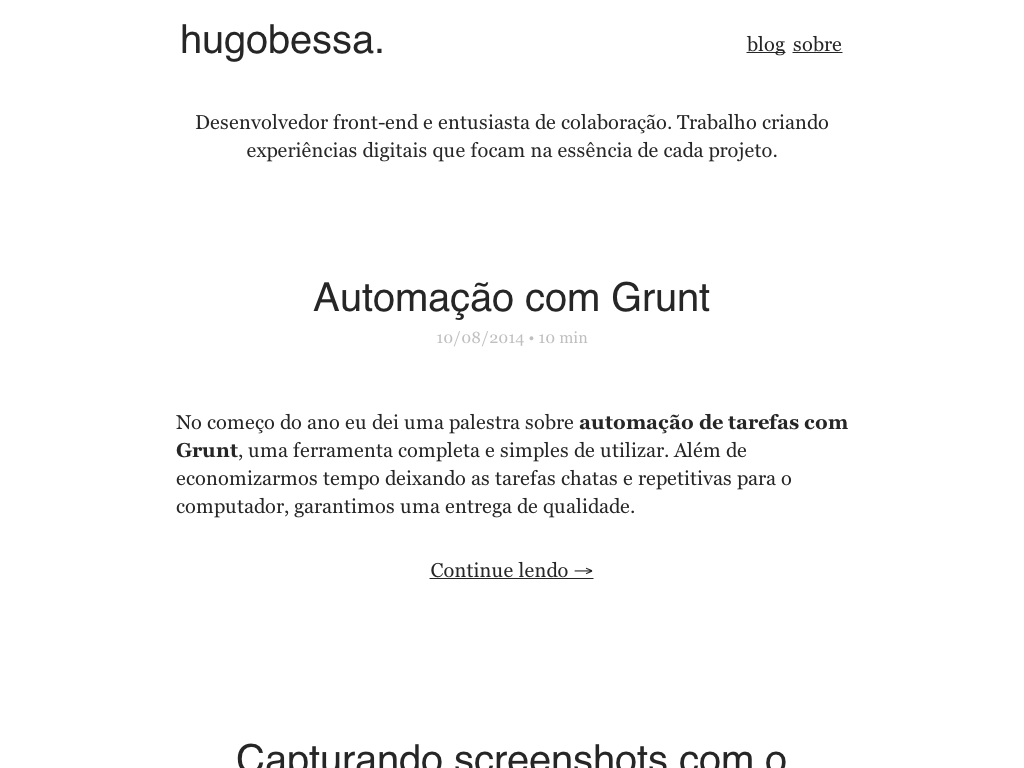 hugobessa.
blog sobre
Desenvolvedor front-end e entusiasta de colaboração. Trabalho criando
experiências digitais que focam na essência de cada projeto.
Automação com Grunt
10/08/2014 • 10 min
No começo do ano eu dei uma palestra sobre automação de tarefas com
Grunt, uma ferramenta completa e simples de utilizar. Além de
economizarmos tempo deixando as tarefas chatas e repetitivas para o
computador, garantimos uma entrega de qualidade.
Continue lendo →
Capturando screenshots com o